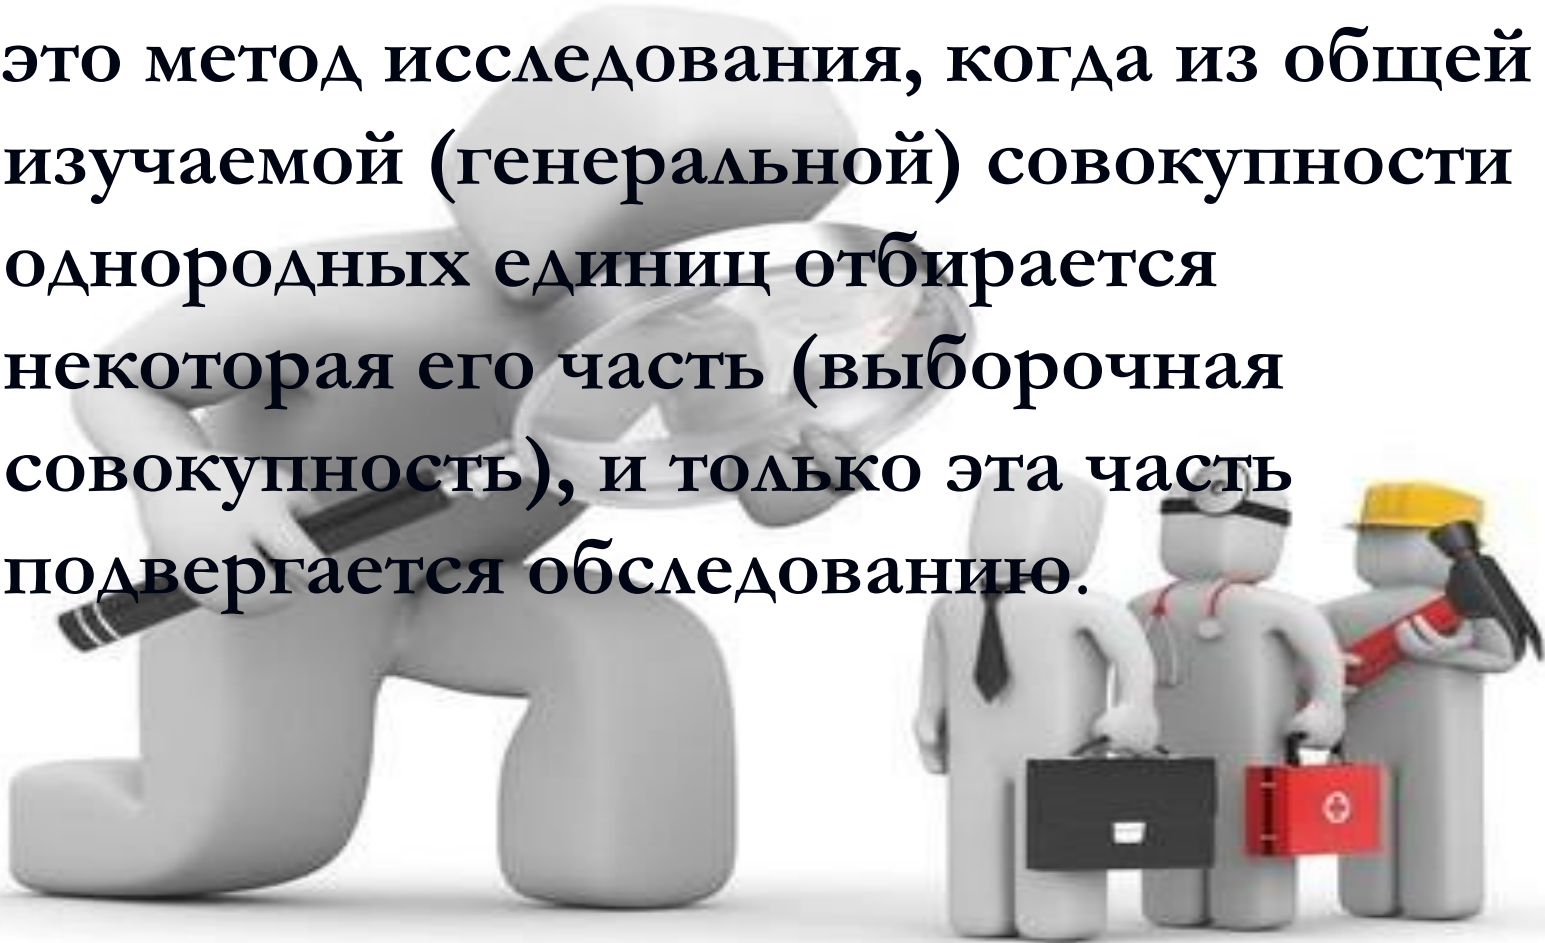 это метод исследования, когда из общей
изучаемой (генеральной) совокупности
однородных единиц отбирается
некоторая его часть (выборочная
совокупность), и только эта часть
подвергается обследованию.